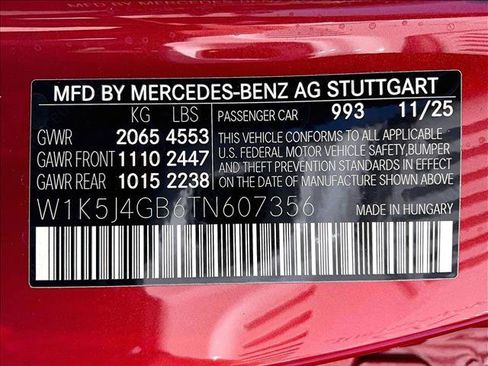 MFD BY MERCEDES-BENZ AG STUTTGART
KG LBS PASSENGER CAR 993 11/25
GVWR 2065 4553 THIS VEHICLE CONFORMS TO ALL APPLICABLE
GAWR FRONT 1110 2447 U.S. FEDERAL MOTOR VEHICLE SAFETY, BUMPER
GAWR REAR 1015 2238 AND THEFT PREVENTION STANDARDS IN EFFECT ON THE DATE OF MANUFACTURE SHOWN ABOVE.
W1K5J4GB6TN607356 MADE IN HUNGARY